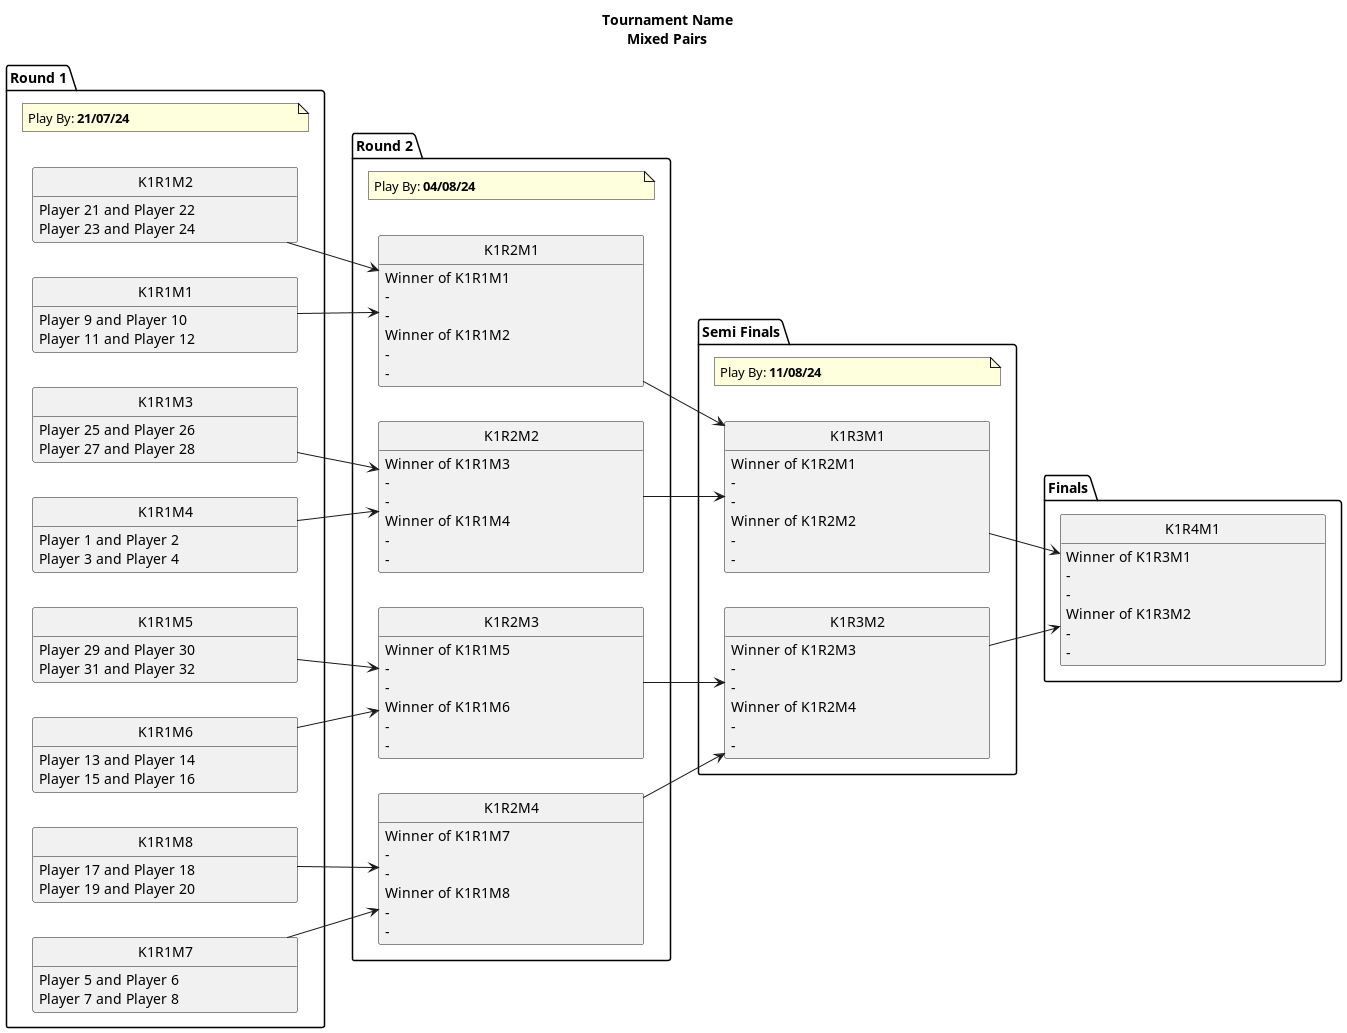 Tournament Name
Mixed Pairs
Round 1
Play By: 21/07/24
K1R1M2
Player 21 and Player 22
Player 23 and Player 24
K1R1M1
Player 9 and Player 10
Player 11 and Player 12
K1R1M3
Player 25 and Player 26
Player 27 and Player 28
K1R1M4
Player 1 and Player 2
Player 3 and Player 4
K1R1M5
Player 29 and Player 30
Player 31 and Player 32
K1R1M6
Player 13 and Player 14
Player 15 and Player 16
K1R1M8
Player 17 and Player 18
Player 19 and Player 20
K1R1M7
Player 5 and Player 6
Player 7 and Player 8
Round 2
Play By: 04/08/24
K1R2M1
Winner of K1R1M1
-
-
Winner of K1R1M2
-
-
K1R2M2
Winner of K1R1M3
-
-
Winner of K1R1M4
-
-
K1R2M3
Winner of K1R1M5
-
-
Winner of K1R1M6
-
-
K1R2M4
Winner of K1R1M7
-
-
Winner of K1R1M8
-
-
Semi Finals
Play By: 11/08/24
K1R3M1
Winner of K1R2M1
-
-
Winner of K1R2M2
-
-
K1R3M2
Winner of K1R2M3
-
-
Winner of K1R2M4
-
-
Finals
K1R4M1
Winner of K1R3M1
-
-
Winner of K1R3M2
-
-